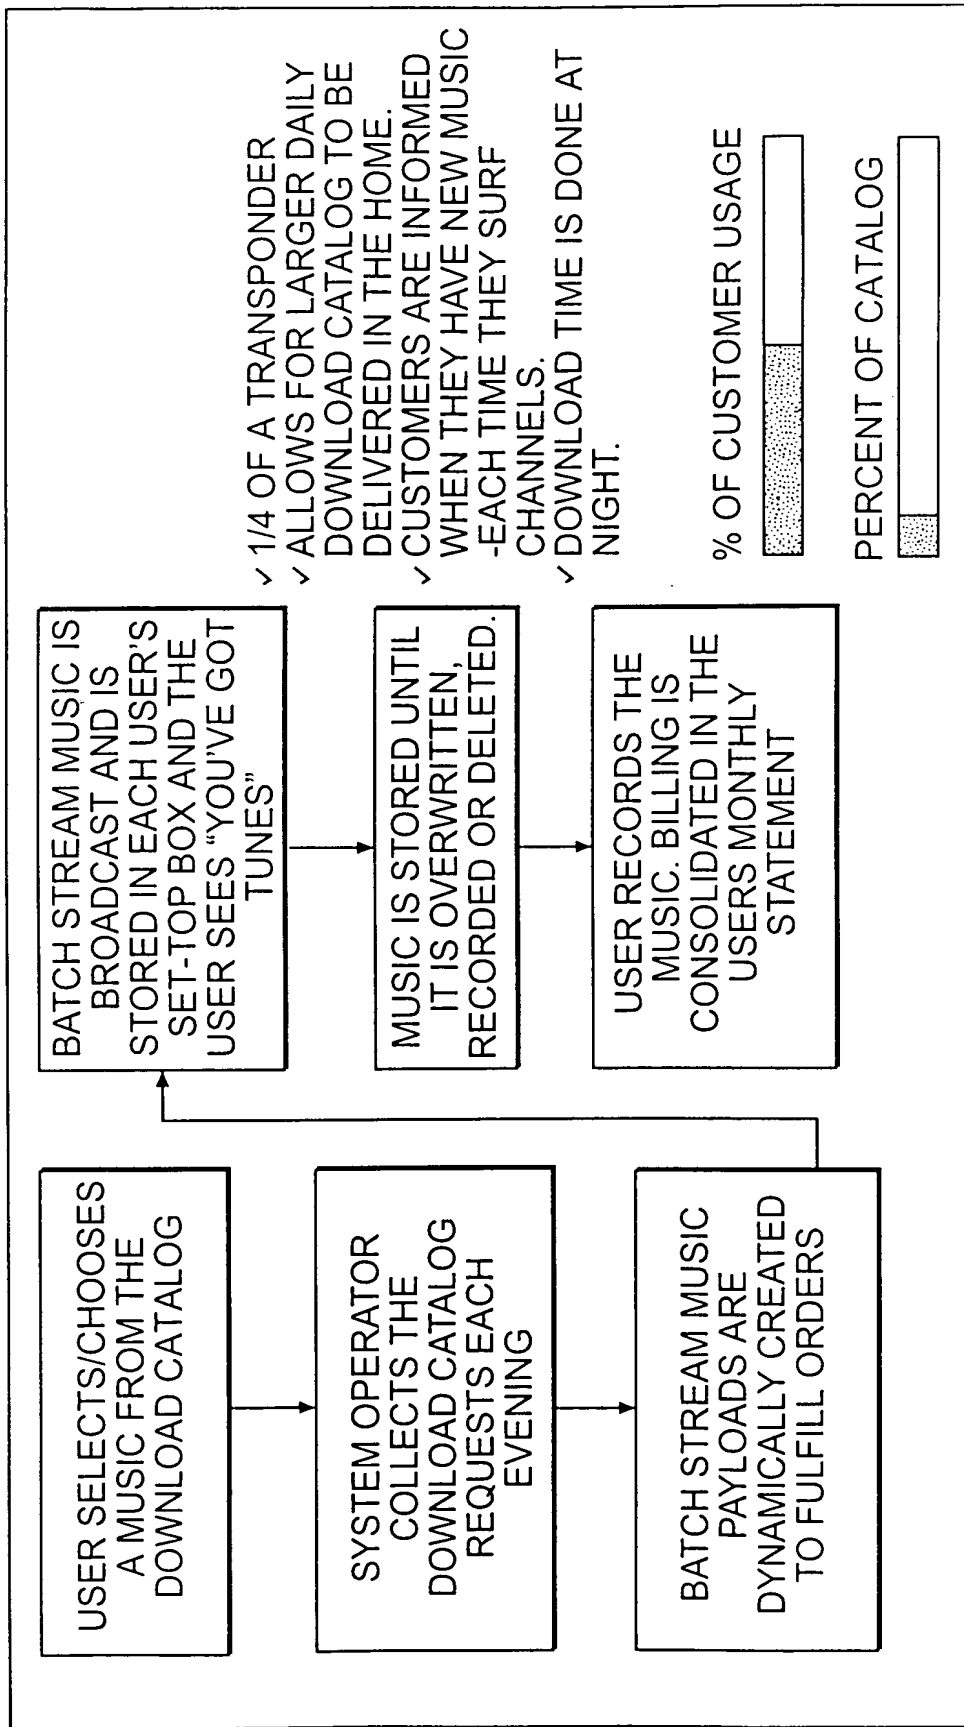 USER SELECTS/CHOOSES
A MUSIC FROM THE
DOWNLOAD CATALOG
SYSTEM OPERATOR
COLLECTS THE
DOWNLOAD CATALOG
REQUESTS EACH
EVENING
BATCH STREAM MUSIC
PAYLOADS ARE
DYNAMICALLY CREATED
TO FULFILL ORDERS
BATCH STREAM MUSIC IS
BROADCAST AND IS
STORED IN EACH USER'S
SET-TOP BOX AND THE
USER SEES “YOU'VE GOT
TUNES”
MUSIC IS STORED UNTIL
IT IS OVERWRITTEN,
RECORDED OR DELETED.
USER RECORDS THE
MUSIC. BILLING IS
CONSOLIDATED IN THE
USERS MONTHLY
STATEMENT
✓ 1/4 OF A TRANSPONDER
✓ ALLOWS FOR LARGER DAILY
DOWNLOAD CATALOG TO BE
DELIVERED IN THE HOME.
✓ CUSTOMERS ARE INFORMED
WHEN THEY HAVE NEW MUSIC
-EACH TIME THEY SURF
CHANNELS.
✓ DOWNLOAD TIME IS DONE AT
NIGHT.
% OF CUSTOMER USAGE
PERCENT OF CATALOG